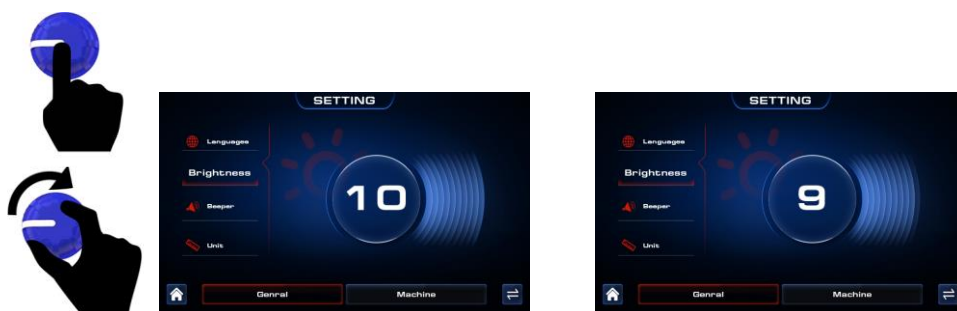 SETTING
Languages
Brightness
10
Beeper
Unit
Genral
Machine
SETTING
Languages
Brightness
9
Beeper
Unit
Genral
Machine